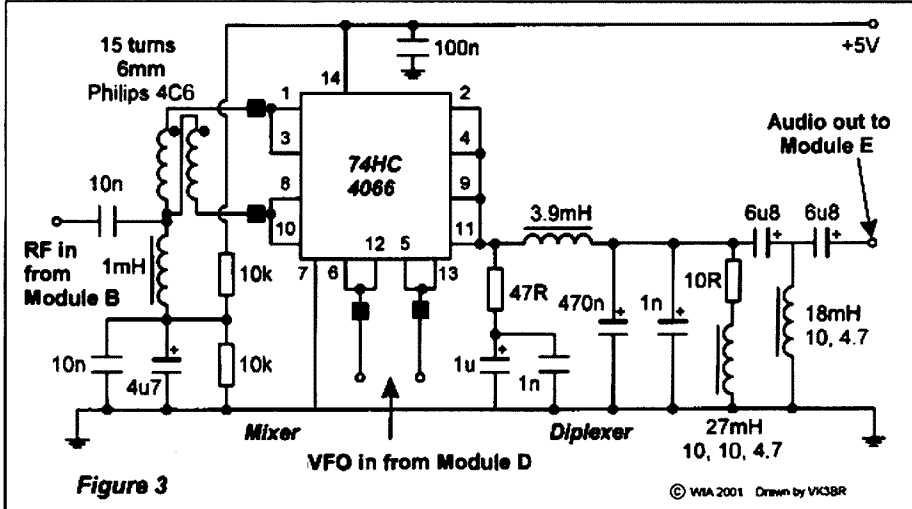 15 turns
6mm
Philips 4C6
14
100n
+5V
1
2
3
4
74HC
4066
8
9
10
11
12
5
7
6
13
10n
RF in
from
Module B
1mH
10k
10n
4u7
10k
47R
1u
1n
3.9mH
470n
1n
10R
6u8
6u8
Audio out to
Module E
18mH
10, 4.7
27mH
10, 10, 4.7
Mixer
Diplexer
VFO in from Module D
Figure 3
© WIA 2001 Drawn by VK3BR